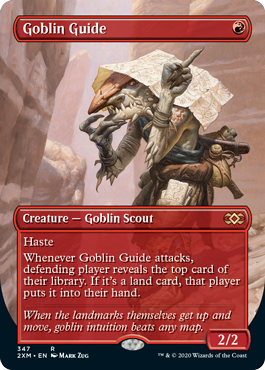 Goblin Guide
Creature — Goblin Scout
Haste
Whenever Goblin Guide attacks,
defending player reveals the top card of
their library. If it's a land card, that player
puts it into their hand.
When the landmarks themselves get up and
move, goblin intuition beats any map.
2/2
347 R
2XM • EN Mark Zug
™ & © 2020 Wizards of the Coast